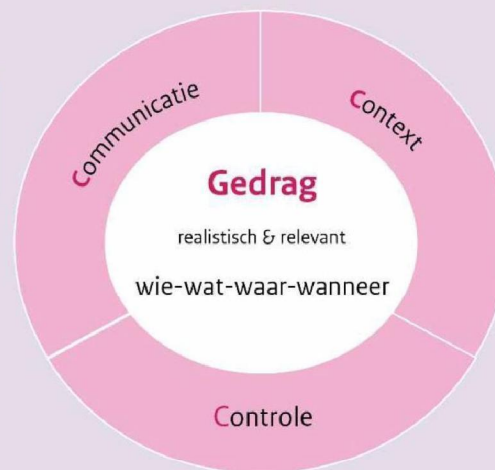 Communicatie
Context
Gedrag
realistisch & relevant
wie-wat-waar-wanneer
Controle